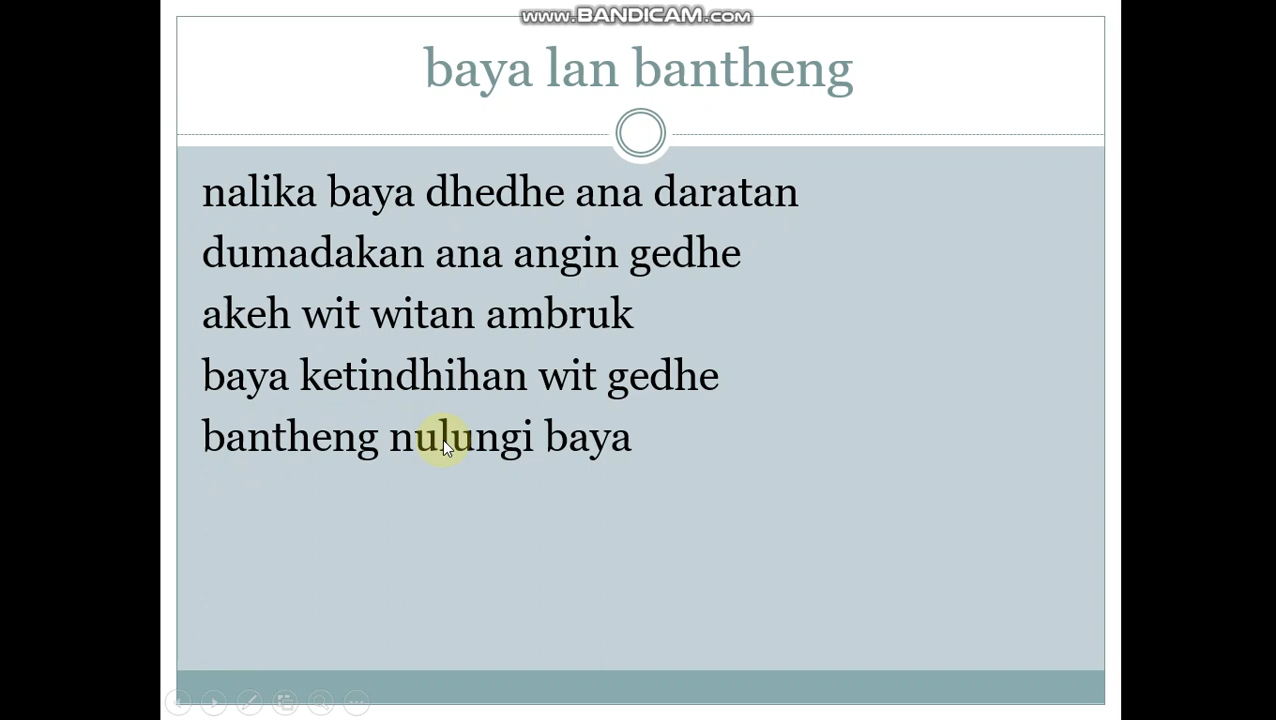 www.BANDICAM.com
baya lan bantheng
nalika baya dhedhe ana daratan
dumadakan ana angin gedhe
akeh wit witan ambruk
baya ketindhihan wit gedhe
bantheng nulungi baya